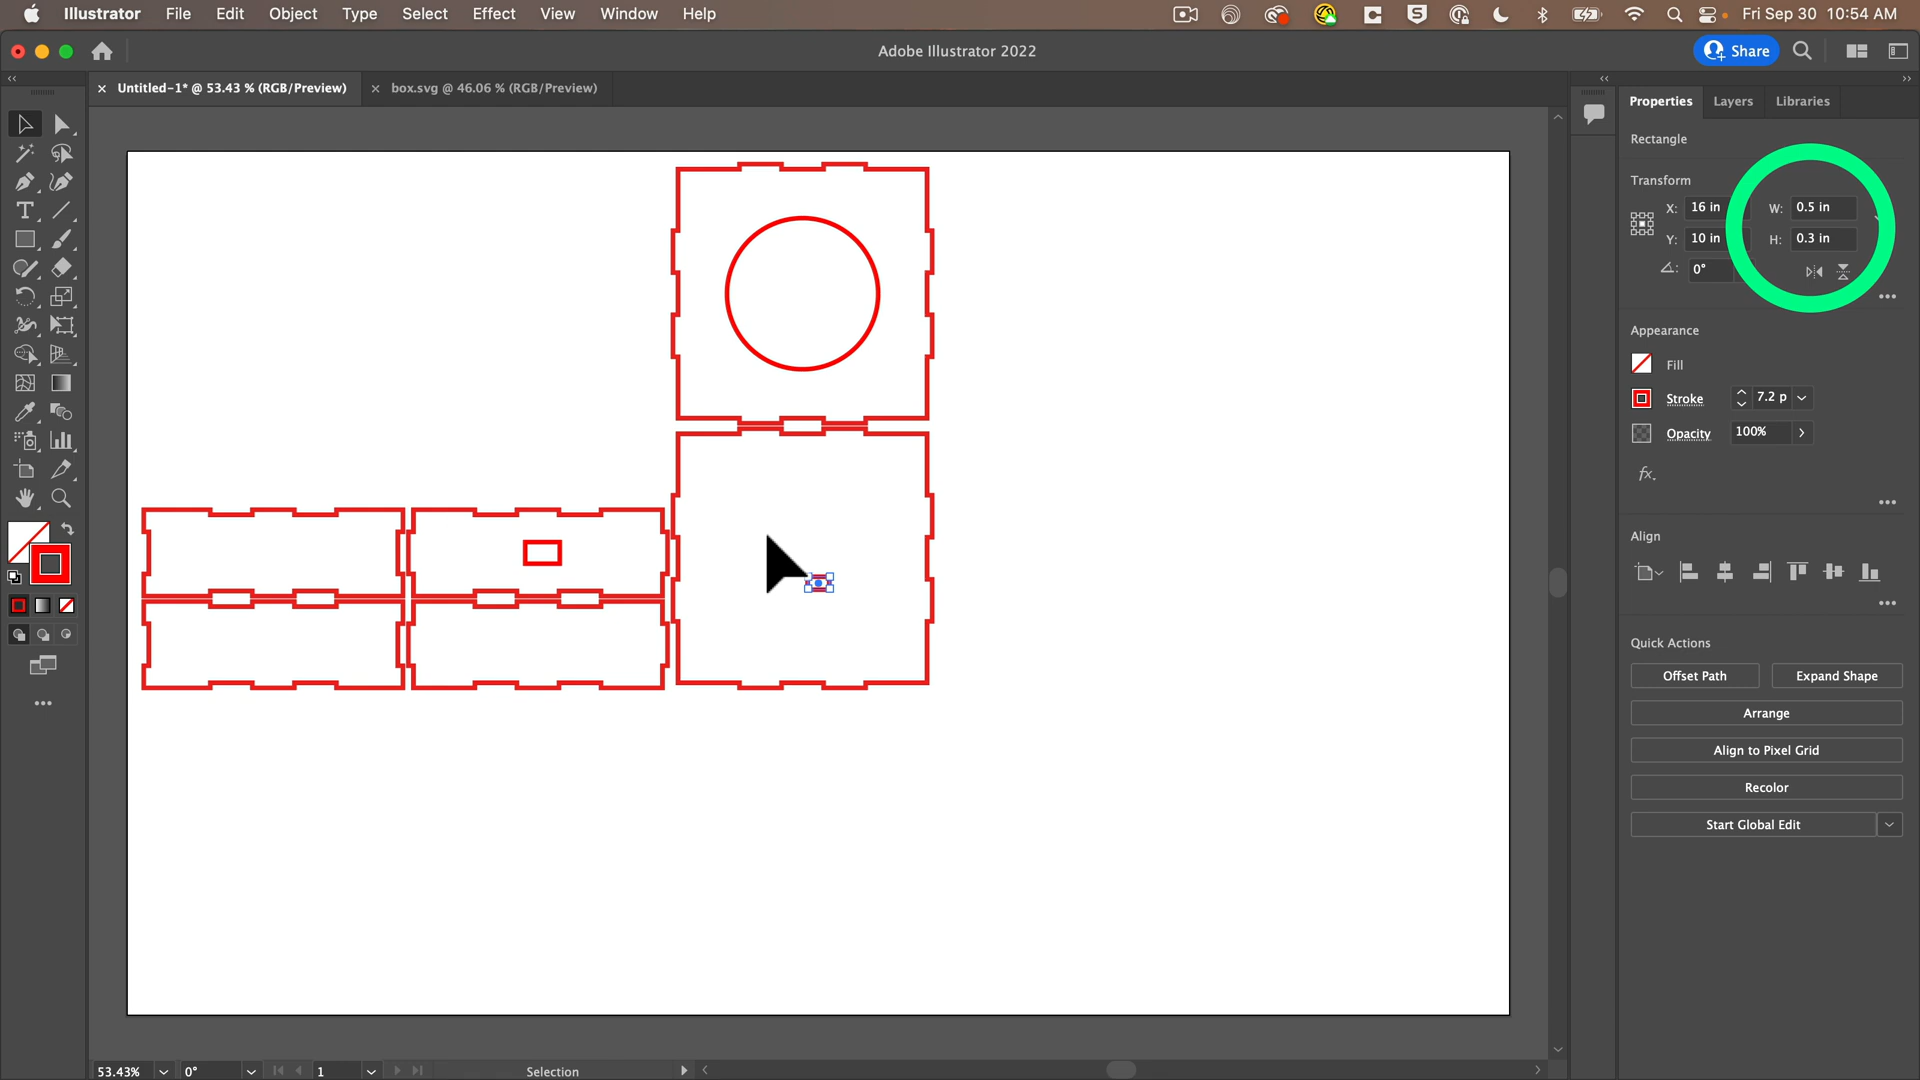 Illustrator File Edit Object Type Select Effect View Window Help
Fri Sep 30 10:54 AM
Adobe Illustrator 2022
Share
Untitled-1* @ 53.43 % (RGB/Preview)
box.svg @ 46.06 % (RGB/Preview)
Properties Layers Libraries
Rectangle
Transform
X: 16 in W: 0.5 in
Y: 10 in H: 0.3 in
0°
Appearance
Fill
Stroke 7.2 p
Opacity 100%
fx.
Align
Quick Actions
Offset Path Expand Shape
Arrange
Align to Pixel Grid
Recolor
Start Global Edit
53.43% 0° 1 Selection